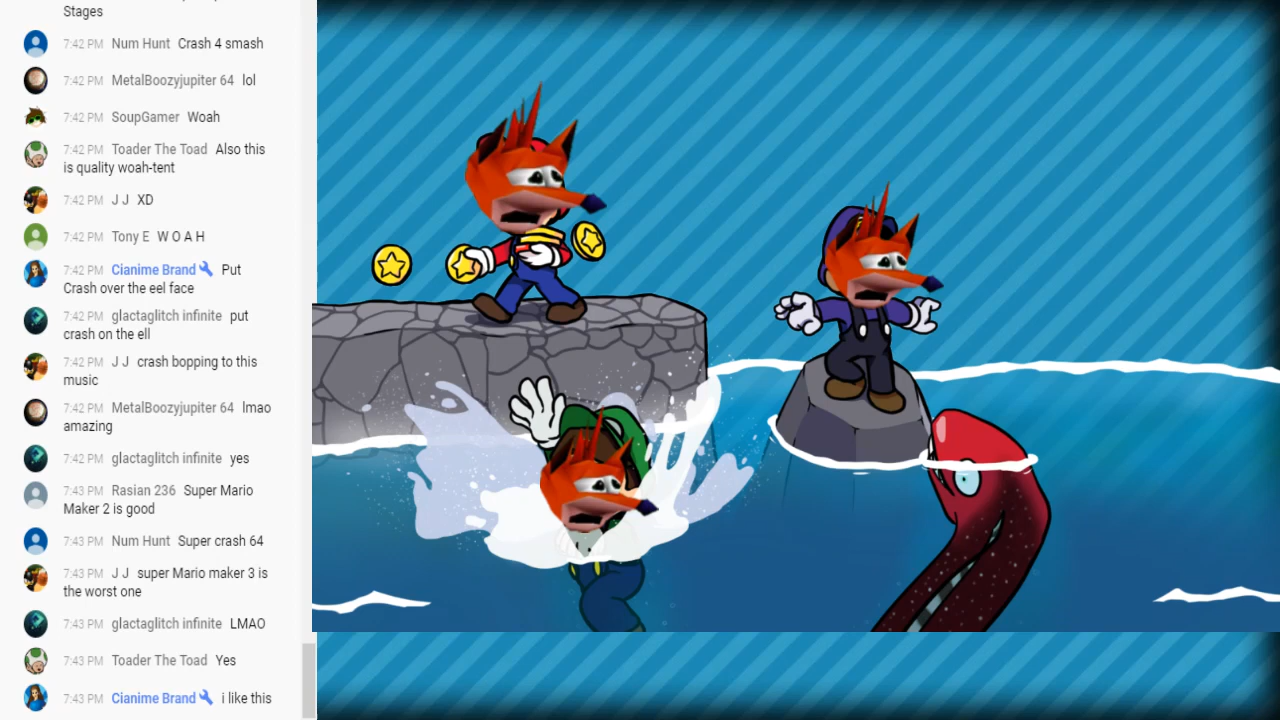 Stages
7:42 PM Num Hunt Crash 4 smash
7:42 PM MetalBoozyjupiter 64 lol
7:42 PM SoupGamer Woah
7:42 PM Toader The Toad Also this
is quality woah-tent
7:42 PM J J XD
7:42 PM Tony E W O A H
7:42 PM Cianime Brand Put
Crash over the eel face
7:42 PM glactaglitch infinite put
crash on the ell
7:42 PM J J crash bopping to this
music
7:42 PM MetalBoozyjupiter 64 lmao
amazing
7:42 PM glactaglitch infinite yes
7:43 PM Rasian 236 Super Mario
Maker 2 is good
7:43 PM Num Hunt Super crash 64
7:43 PM J J super Mario maker 3 is
the worst one
7:43 PM glactaglitch infinite LMAO
7:43 PM Toader The Toad Yes
7:43 PM Cianime Brand i like this